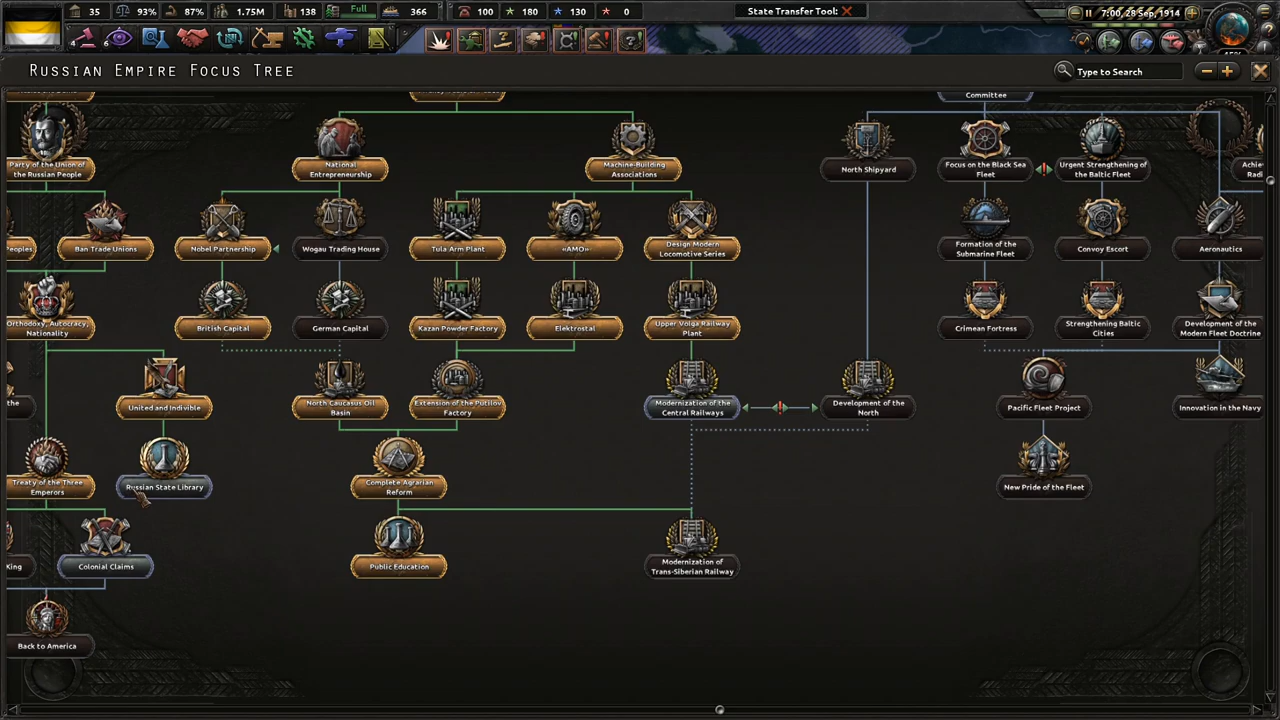 35
93%
87%
1.75M
138
Full
366
100
180
130
0
State Transfer Tool:
7:00, 28 Sep, 1914
4
6
RUSSIAN EMPIRE FOCUS TREE
Type to Search
Committee
Party of the Union of
the Russian People
National
Entrepreneurship
Machine-Building
Associations
North Shipyard
Focus on the Black Sea
Fleet
Urgent Strengthening of
the Baltic Fleet
Achie
Radi
Peoples
Ban Trade Unions
Nobel Partnership
Wogau Trading House
Tula Arm Plant
«AMO»
Design Modern
Locomotive Series
Formation of the
Submarine Fleet
Convoy Escort
Aeronautics
Orthodoxy, Autocracy,
Nationality
British Capital
German Capital
Kazan Powder Factory
Elektrostal
Upper Volga Railway
Plant
Crimean Fortress
Strengthening Baltic
Cities
Development of the
Modern Fleet Doctrine
the
United and Indivible
North Caucasus Oil
Basin
Extension of the Putilov
Factory
Modernization of the
Central Railways
Development of the
North
Pacific Fleet Project
Innovation in the Navy
Treaty of the Three
Emperors
Russian State Library
Complete Agrarian
Reform
New Pride of the Fleet
King
Colonial Claims
Public Education
Modernization of
Trans-Siberian Railway
Back to America